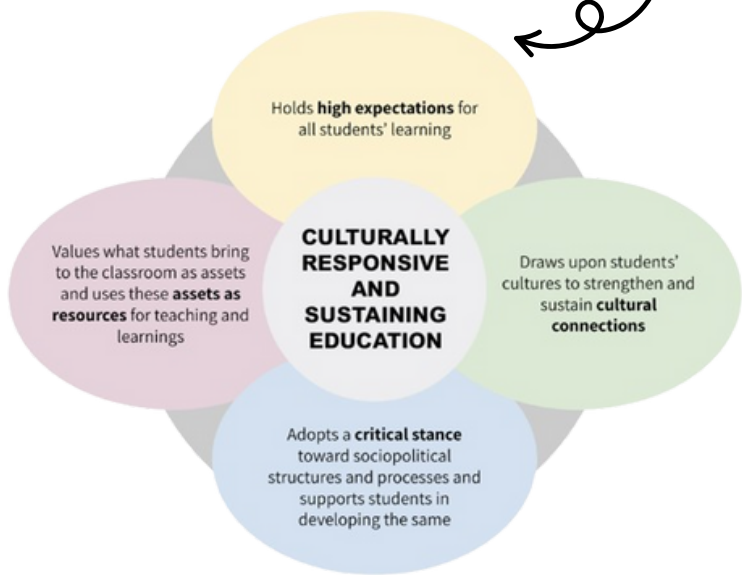 Holds high expectations for
all students' learning
Values what students bring
to the classroom as assets
and uses these assets as
resources for teaching and
learnings
CULTURALLY
RESPONSIVE
AND
SUSTAINING
EDUCATION
Draws upon students'
cultures to strengthen and
sustain cultural
connections
Adopts a critical stance
toward sociopolitical
structures and processes and
supports students in
developing the same